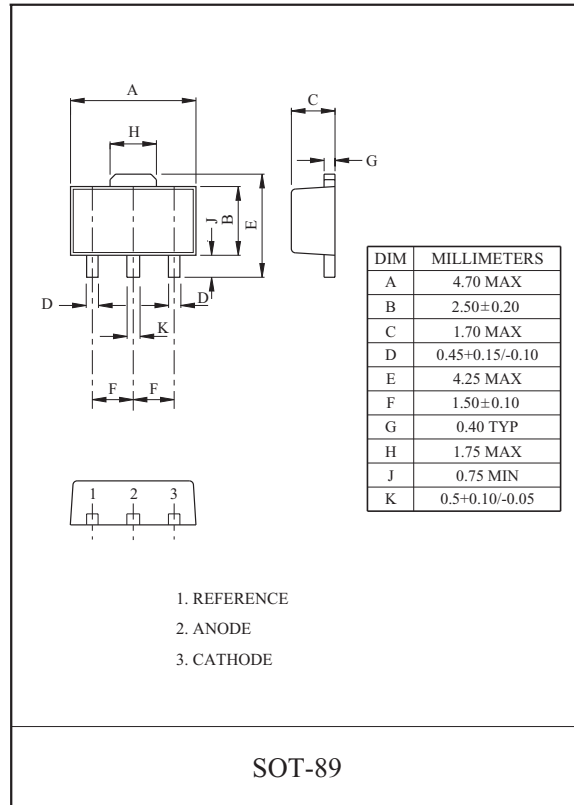 A
H
J
B
E
D
D
K
F F
C
G
DIM MILLIMETERS
A 4.70 MAX
B 2.50±0.20
C 1.70 MAX
D 0.45+0.15/-0.10
E 4.25 MAX
F 1.50±0.10
G 0.40 TYP
H 1.75 MAX
J 0.75 MIN
K 0.5+0.10/-0.05
1 2 3
1. REFERENCE
2. ANODE
3. CATHODE
SOT-89